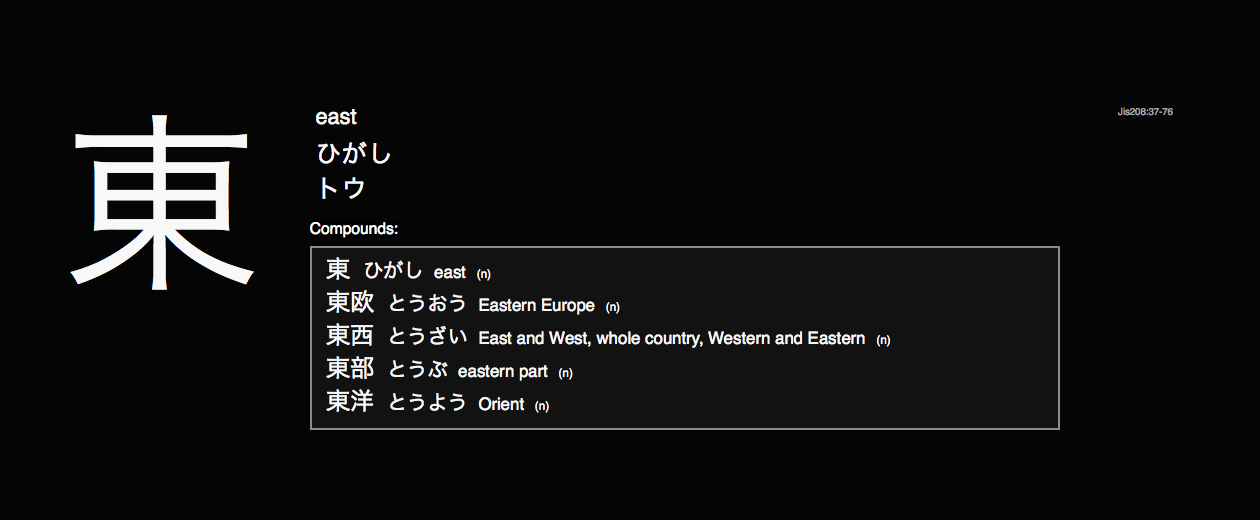 東
east
Jis208:37-76
ひがし
トウ
Compounds:
東 ひがし east (n)
東欧 とうおう Eastern Europe (n)
東西 とうざい East and West, whole country, Western and Eastern (n)
東部 とうぶ eastern part (n)
東洋 とうよう Orient (n)